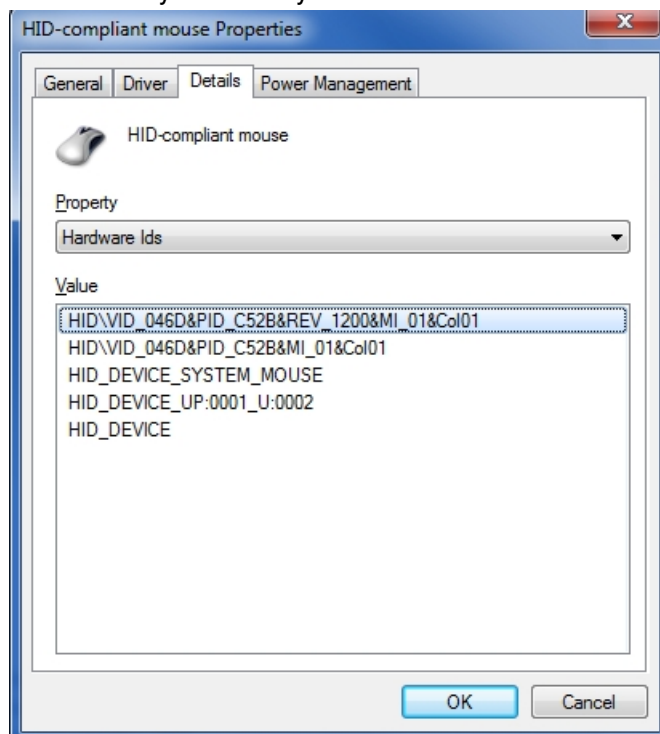 HID-compliant mouse Properties
General Driver Details Power Management
HID-compliant mouse
Property
Hardware Ids
Value
HID\VID_046D&PID_C52B&REV_1200&MI_01&Col01
HID\VID_046D&PID_C52B&MI_01&Col01
HID_DEVICE_SYSTEM_MOUSE
HID_DEVICE_UP:0001_U:0002
HID_DEVICE
OK Cancel